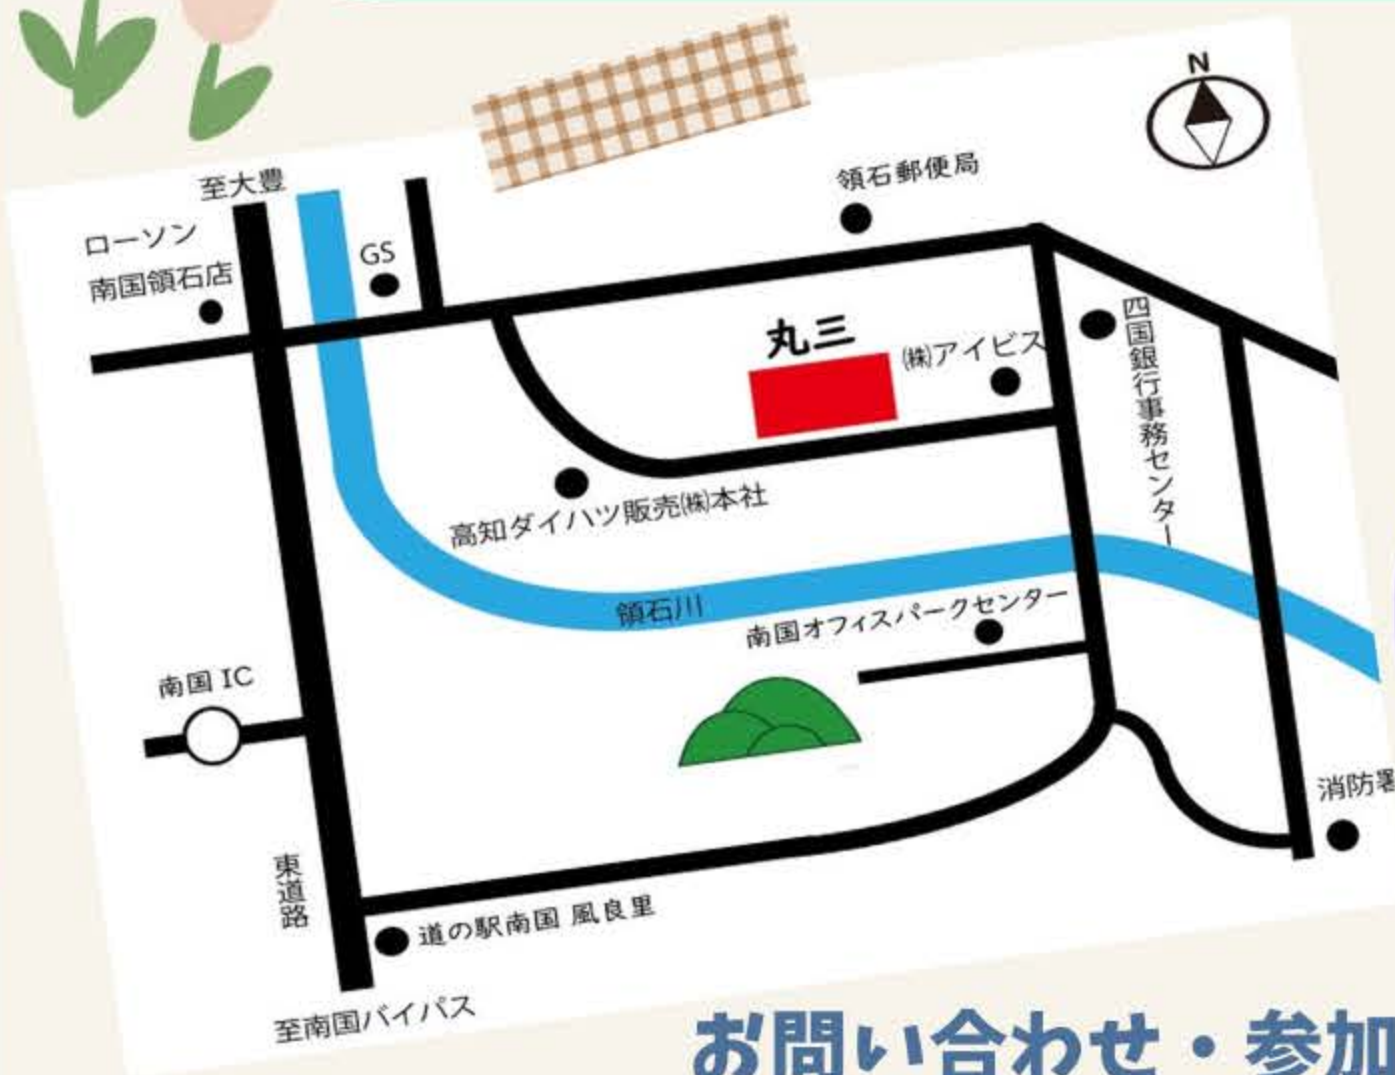 N
至大豊
領石郵便局
ローソン
南国領石店
GS
丸三
㈱アイビス
四国銀行事務センター
高知ダイハツ販売㈱本社
領石川
南国オフィスパークセンター
南国 IC
消防署
東道路
道の駅南国 風良里
至南国バイパス
お問い合わせ・参加